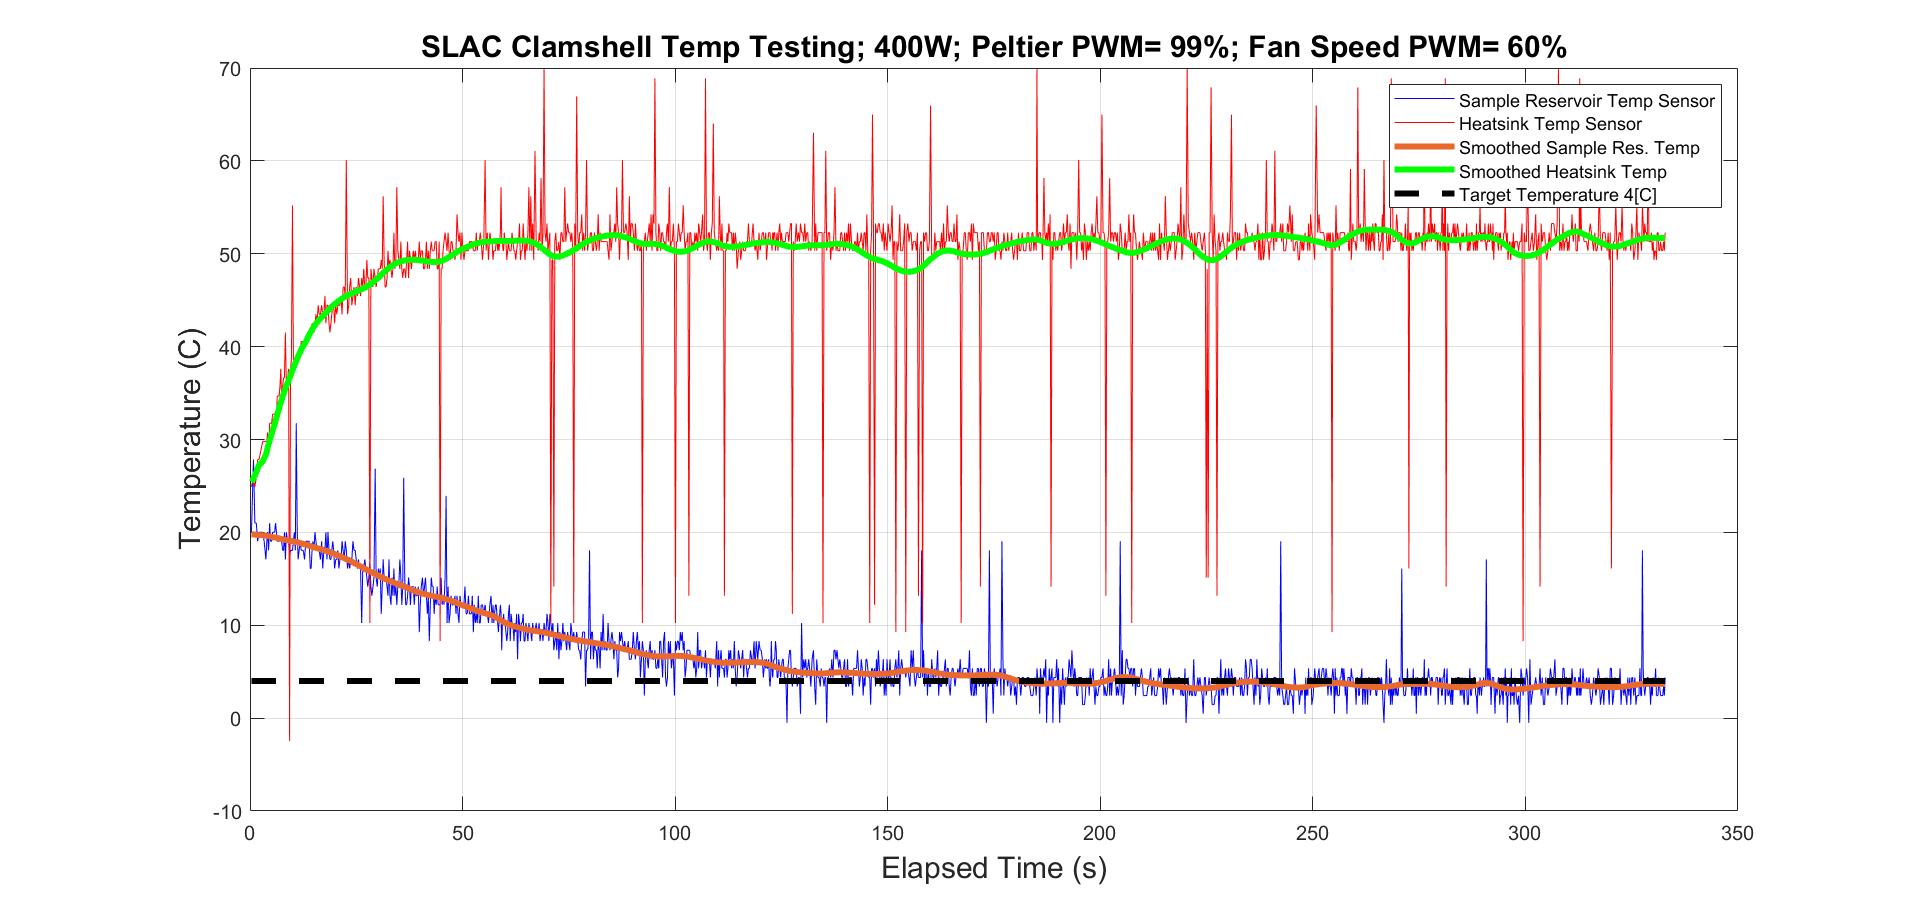 SLAC Clamshell Temp Testing; 400W; Peltier PWM= 99%; Fan Speed PWM= 60%
70
60
50
40
30
20
10
0
-10
Temperature (C)
Sample Reservoir Temp Sensor
Heatsink Temp Sensor
Smoothed Sample Res. Temp
Smoothed Heatsink Temp
Target Temperature 4[C]
0 50 100 150 200 250 300 350
Elapsed Time (s)